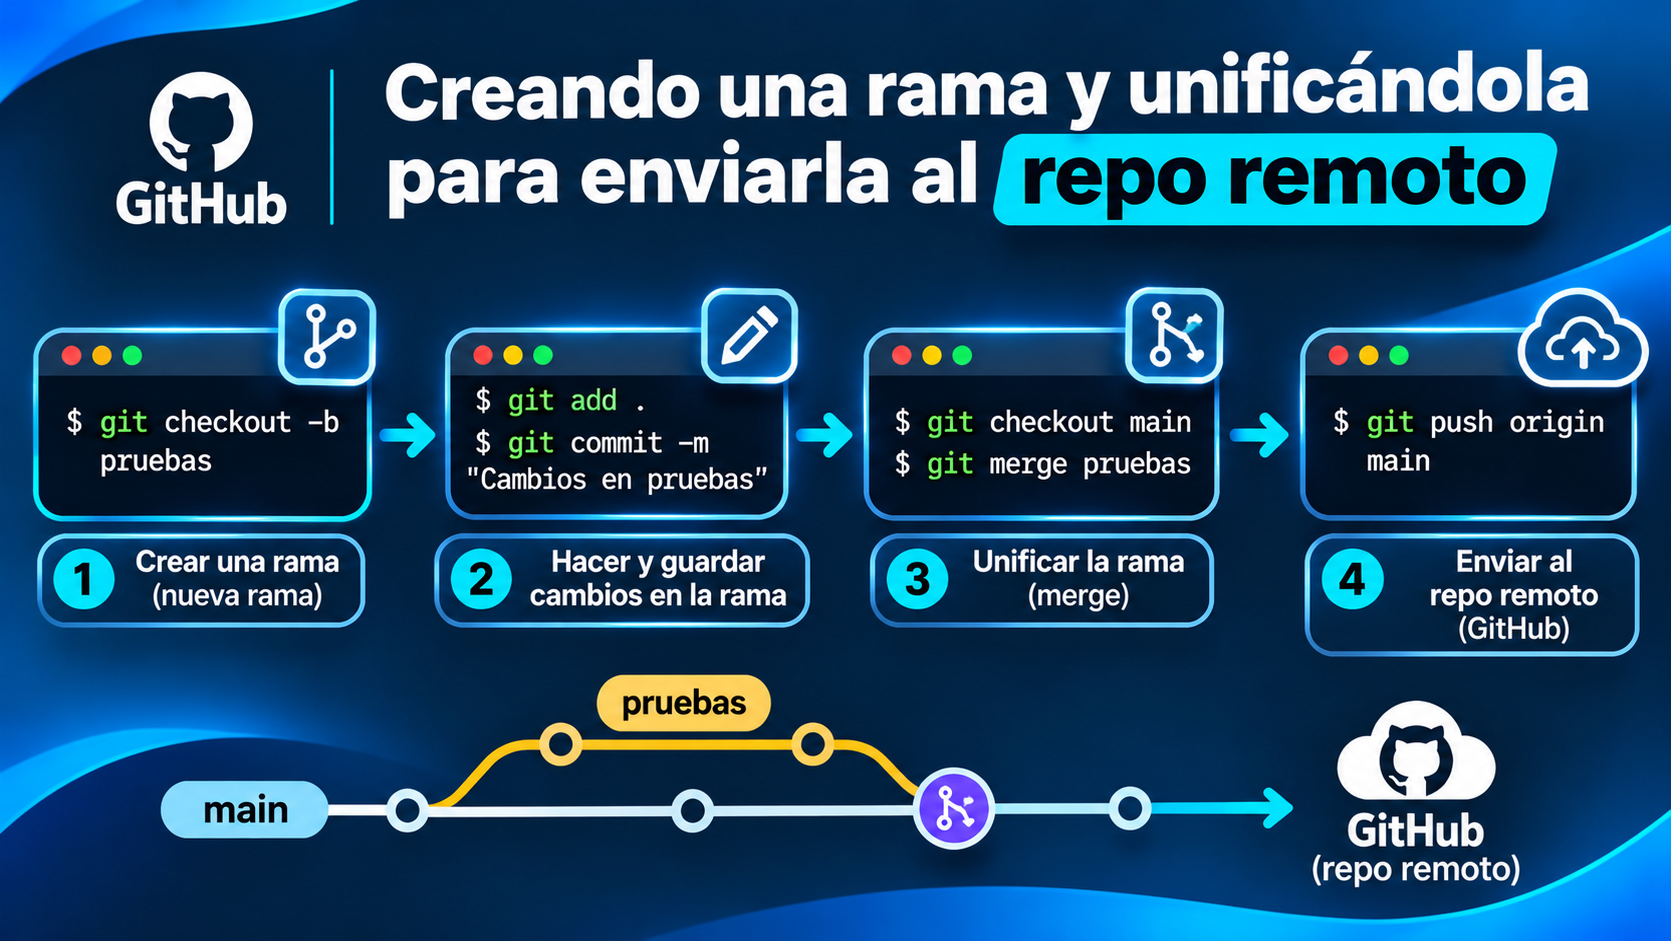 GitHub
Creando una rama y unificándola
para enviarla al repo remoto
$ git checkout -b
pruebas
$ git add .
$ git commit -m
"Cambios en pruebas"
$ git checkout main
$ git merge pruebas
$ git push origin
main
1
Crear una rama
(nueva rama)
2
Hacer y guardar
cambios en la rama
3
Unificar la rama
(merge)
4
Enviar al
repo remoto
(GitHub)
pruebas
main
GitHub
(repo remoto)